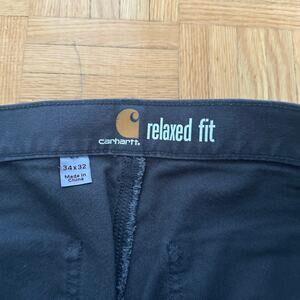 relaxed fit
carhartt
34x32
Made in
China